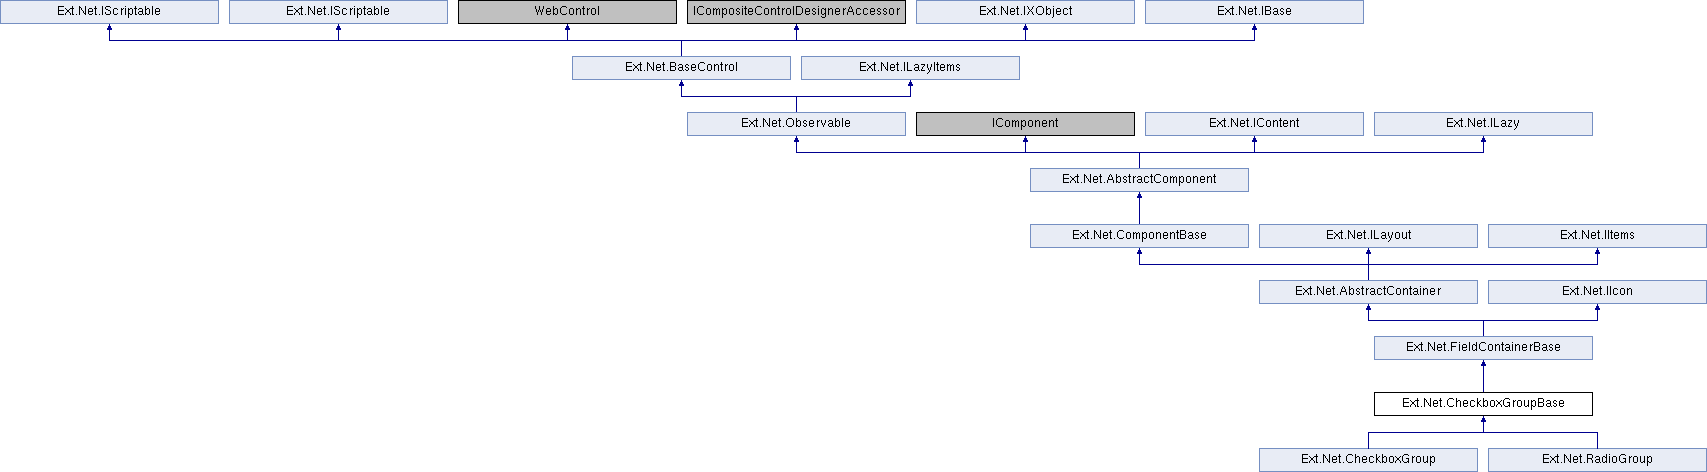 Ext.Net.IScriptable
Ext.Net.IScriptable
WebControl
ICompositeControlDesignerAccessor
Ext.Net.IXObject
Ext.Net.IBase
Ext.Net.BaseControl
Ext.Net.ILazyItems
Ext.Net.Observable
IComponent
Ext.Net.IContent
Ext.Net.ILazy
Ext.Net.AbstractComponent
Ext.Net.ComponentBase
Ext.Net.ILayout
Ext.Net.IItems
Ext.Net.AbstractContainer
Ext.Net.IIcon
Ext.Net.FieldContainerBase
Ext.Net.CheckboxGroupBase
Ext.Net.CheckboxGroup
Ext.Net.RadioGroup